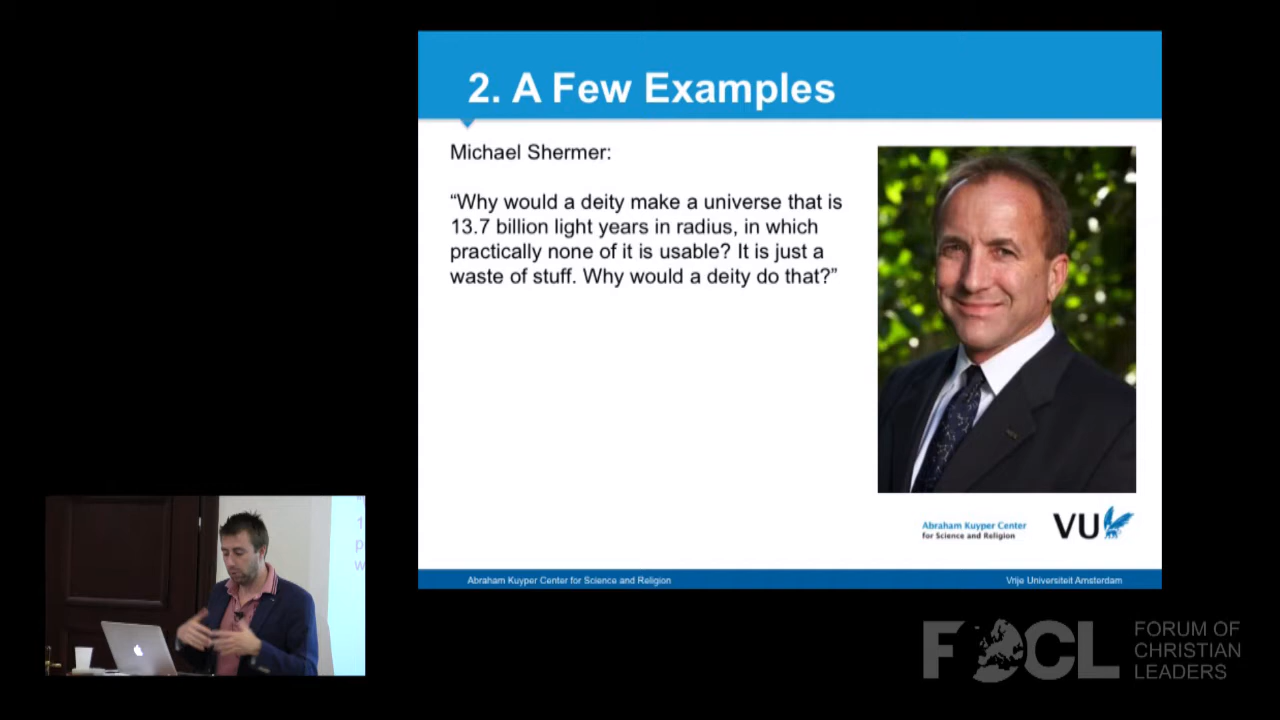 2. A Few Examples
Michael Shermer:
“Why would a deity make a universe that is
13.7 billion light years in radius, in which
practically none of it is usable? It is just a
waste of stuff. Why would a deity do that?”
Abraham Kuyper Center
for Science and Religion
VU
Abraham Kuyper Center for Science and Religion
Vrije Universiteit Amsterdam
1
p
w
FOCL
FORUM OF
CHRISTIAN
LEADERS